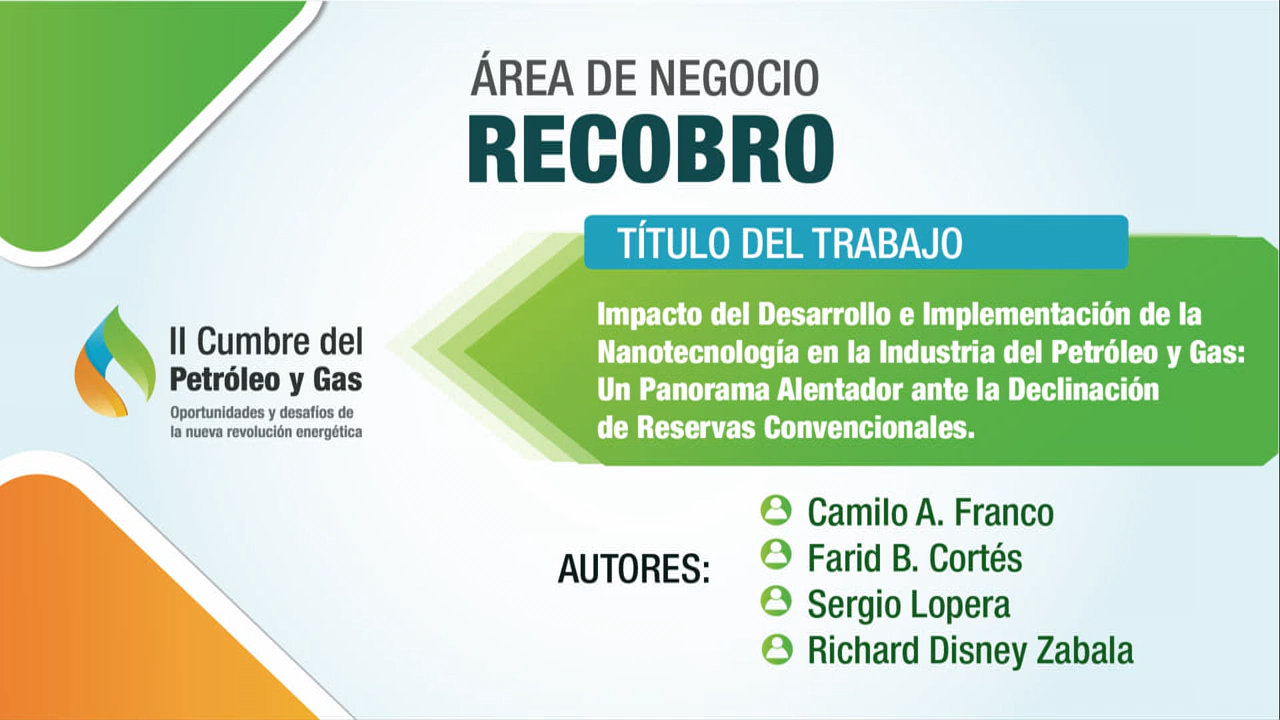 ÁREA DE NEGOCIO
RECOBRO
TÍTULO DEL TRABAJO
Impacto del Desarrollo e Implementación de la
Nanotecnología en la Industria del Petróleo y Gas:
Un Panorama Alentador ante la Declinación
de Reservas Convencionales.
II Cumbre del
Petróleo y Gas
Oportunidades y desafíos de
la nueva revolución energética
AUTORES:
Camilo A. Franco
Farid B. Cortés
Sergio Lopera
Richard Disney Zabala